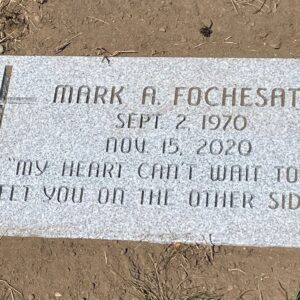 MARK A. FOCHESAT
SEPT 2, 1970
NOV. 15, 2020
"MY HEART CAN'T WAIT TO
EET YOU ON THE OTHER SID